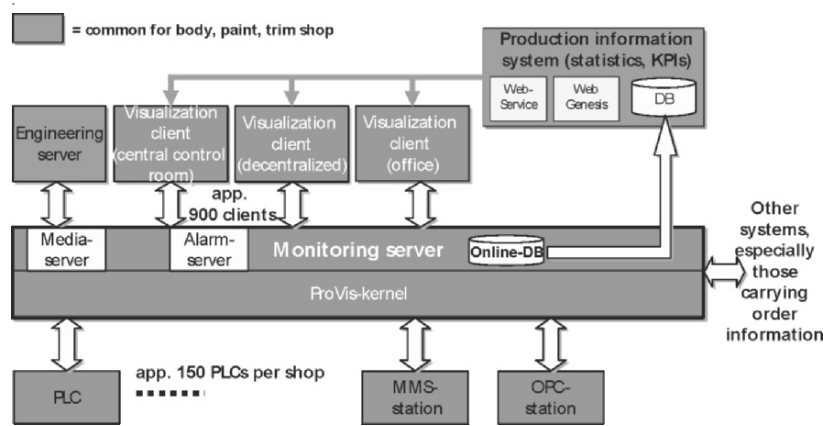 = common for body, paint, trim shop
Production information
system (statistics, KPIs)
Web-
Service
Web
Genesis
DB
Engineering
server
Visualization
client
(central control
room)
Visualization
client
(decentralized)
Visualization
client
(office)
app.
900 clients
Media-
server
Alarm-
server
Monitoring server
Online-DB
ProVis-kernel
Other
systems,
especially
those
carrying
order
information
PLC
app. 150 PLCs per shop
MMS-
station
OPC-
station